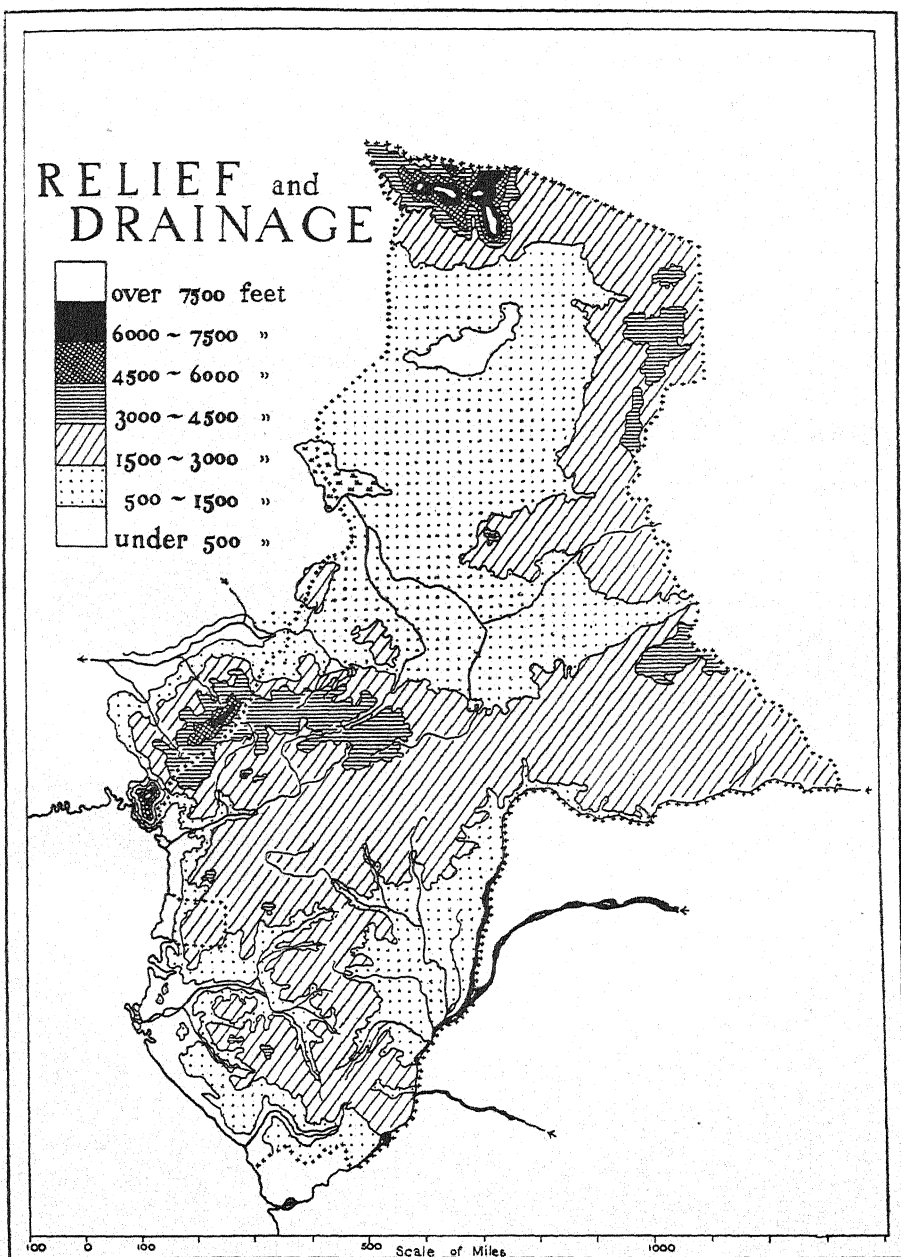 RELIEF and
DRAINAGE
over 7500 feet
6000 ~ 7500 "
4500 ~ 6000 "
3000 ~ 4500 "
1500 ~ 3000 "
500 ~ 1500 "
under 500 "
100 0 100 500 1000
Scale of Miles